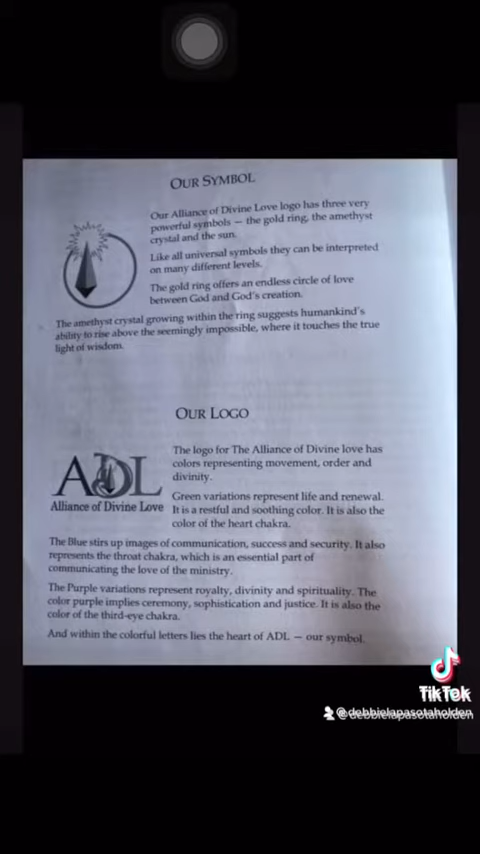 OUR SYMBOL
Our Alliance of Divine Love logo has three very
powerful symbols — the gold ring, the amethyst
crystal and the sun.
Like all universal symbols they can be interpreted
on many different levels.
The gold ring offers an endless circle of love
between God and God's creation.
The amethyst crystal growing within the ring suggests humankind's
ability to rise above the seemingly impossible, where it touches the true
light of wisdom.
OUR LOGO
ADL
Alliance of Divine Love
The logo for The Alliance of Divine love has
colors representing movement, order and
divinity.
Green variations represent life and renewal.
It is a restful and soothing color. It is also the
color of the heart chakra.
The Blue stirs up images of communication, success and security. It also
represents the throat chakra, which is an essential part of
communicating the love of the ministry.
The Purple variations represent royalty, divinity and spirituality. The
color purple implies ceremony, sophistication and justice. It is also the
color of the third-eye chakra.
And within the colorful letters lies the heart of ADL — our symbol.
TikTok
@debbielapasotaholden